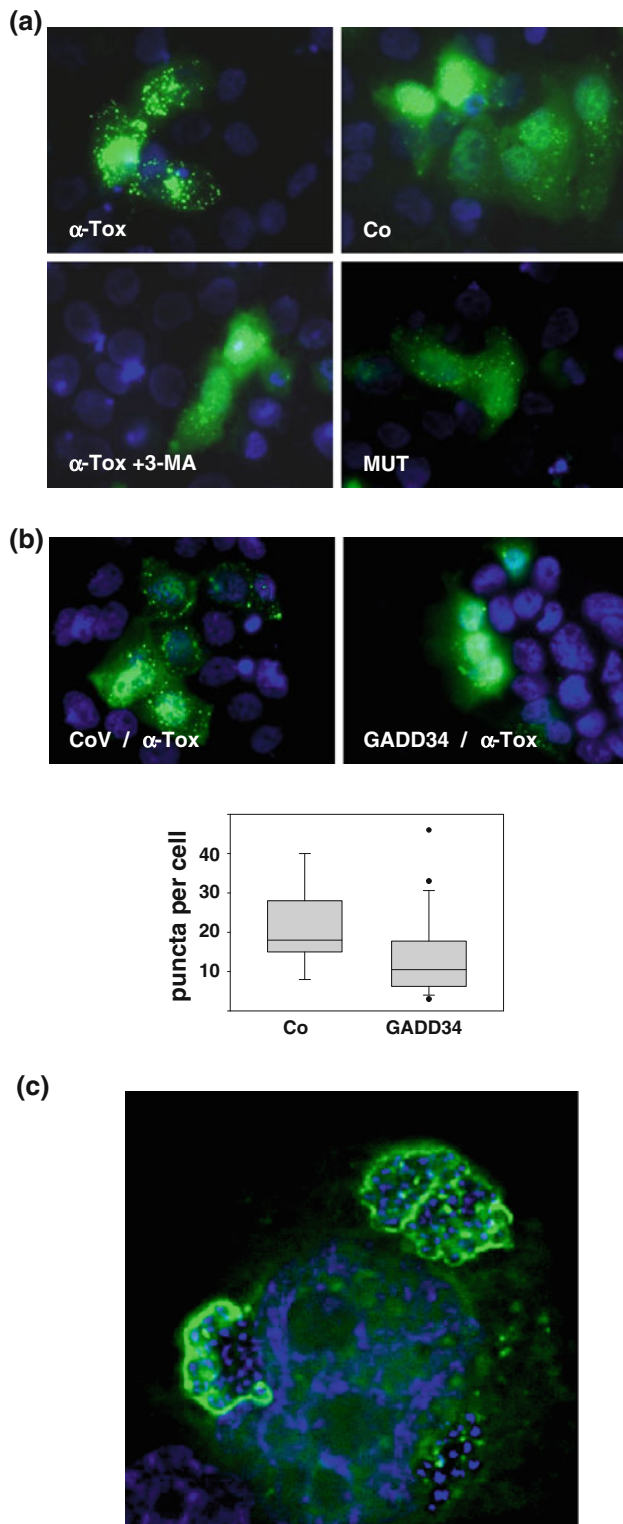 (a)
α-Tox
Co
α-Tox +3-MA
MUT
(b)
CoV / α-Tox
GADD34 / α-Tox
puncta per cell
40
30
20
10
Co
GADD34
(c)